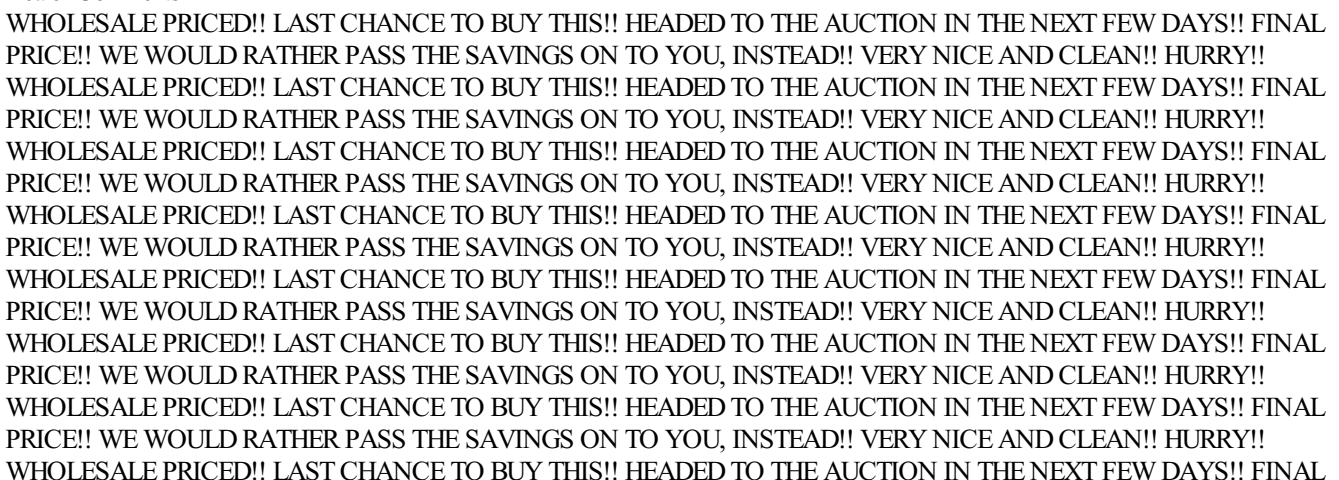 WHOLESALE PRICED!! LAST CHANCE TO BUY THIS!! HEADED TO THE AUCTION IN THE NEXT FEW DAYS!! FINAL
PRICE!! WE WOULD RATHER PASS THE SAVINGS ON TO YOU, INSTEAD!! VERY NICE AND CLEAN!! HURRY!!
WHOLESALE PRICED!! LAST CHANCE TO BUY THIS!! HEADED TO THE AUCTION IN THE NEXT FEW DAYS!! FINAL
PRICE!! WE WOULD RATHER PASS THE SAVINGS ON TO YOU, INSTEAD!! VERY NICE AND CLEAN!! HURRY!!
WHOLESALE PRICED!! LAST CHANCE TO BUY THIS!! HEADED TO THE AUCTION IN THE NEXT FEW DAYS!! FINAL
PRICE!! WE WOULD RATHER PASS THE SAVINGS ON TO YOU, INSTEAD!! VERY NICE AND CLEAN!! HURRY!!
WHOLESALE PRICED!! LAST CHANCE TO BUY THIS!! HEADED TO THE AUCTION IN THE NEXT FEW DAYS!! FINAL
PRICE!! WE WOULD RATHER PASS THE SAVINGS ON TO YOU, INSTEAD!! VERY NICE AND CLEAN!! HURRY!!
WHOLESALE PRICED!! LAST CHANCE TO BUY THIS!! HEADED TO THE AUCTION IN THE NEXT FEW DAYS!! FINAL
PRICE!! WE WOULD RATHER PASS THE SAVINGS ON TO YOU, INSTEAD!! VERY NICE AND CLEAN!! HURRY!!
WHOLESALE PRICED!! LAST CHANCE TO BUY THIS!! HEADED TO THE AUCTION IN THE NEXT FEW DAYS!! FINAL
PRICE!! WE WOULD RATHER PASS THE SAVINGS ON TO YOU, INSTEAD!! VERY NICE AND CLEAN!! HURRY!!
WHOLESALE PRICED!! LAST CHANCE TO BUY THIS!! HEADED TO THE AUCTION IN THE NEXT FEW DAYS!! FINAL
PRICE!! WE WOULD RATHER PASS THE SAVINGS ON TO YOU, INSTEAD!! VERY NICE AND CLEAN!! HURRY!!
WHOLESALE PRICED!! LAST CHANCE TO BUY THIS!! HEADED TO THE AUCTION IN THE NEXT FEW DAYS!! FINAL